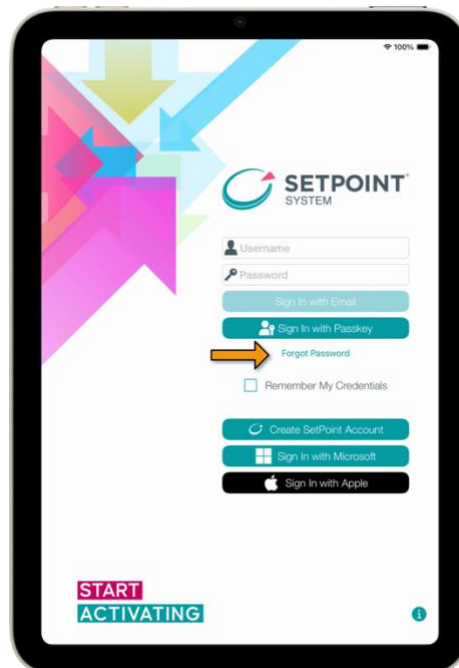 100%
SETPOINT®
SYSTEM
Username
Password
Sign In with Email
Sign In with Passkey
Forgot Password
Remember My Credentials
Create SetPoint Account
Sign In with Microsoft
Sign In with Apple
START
ACTIVATING
i